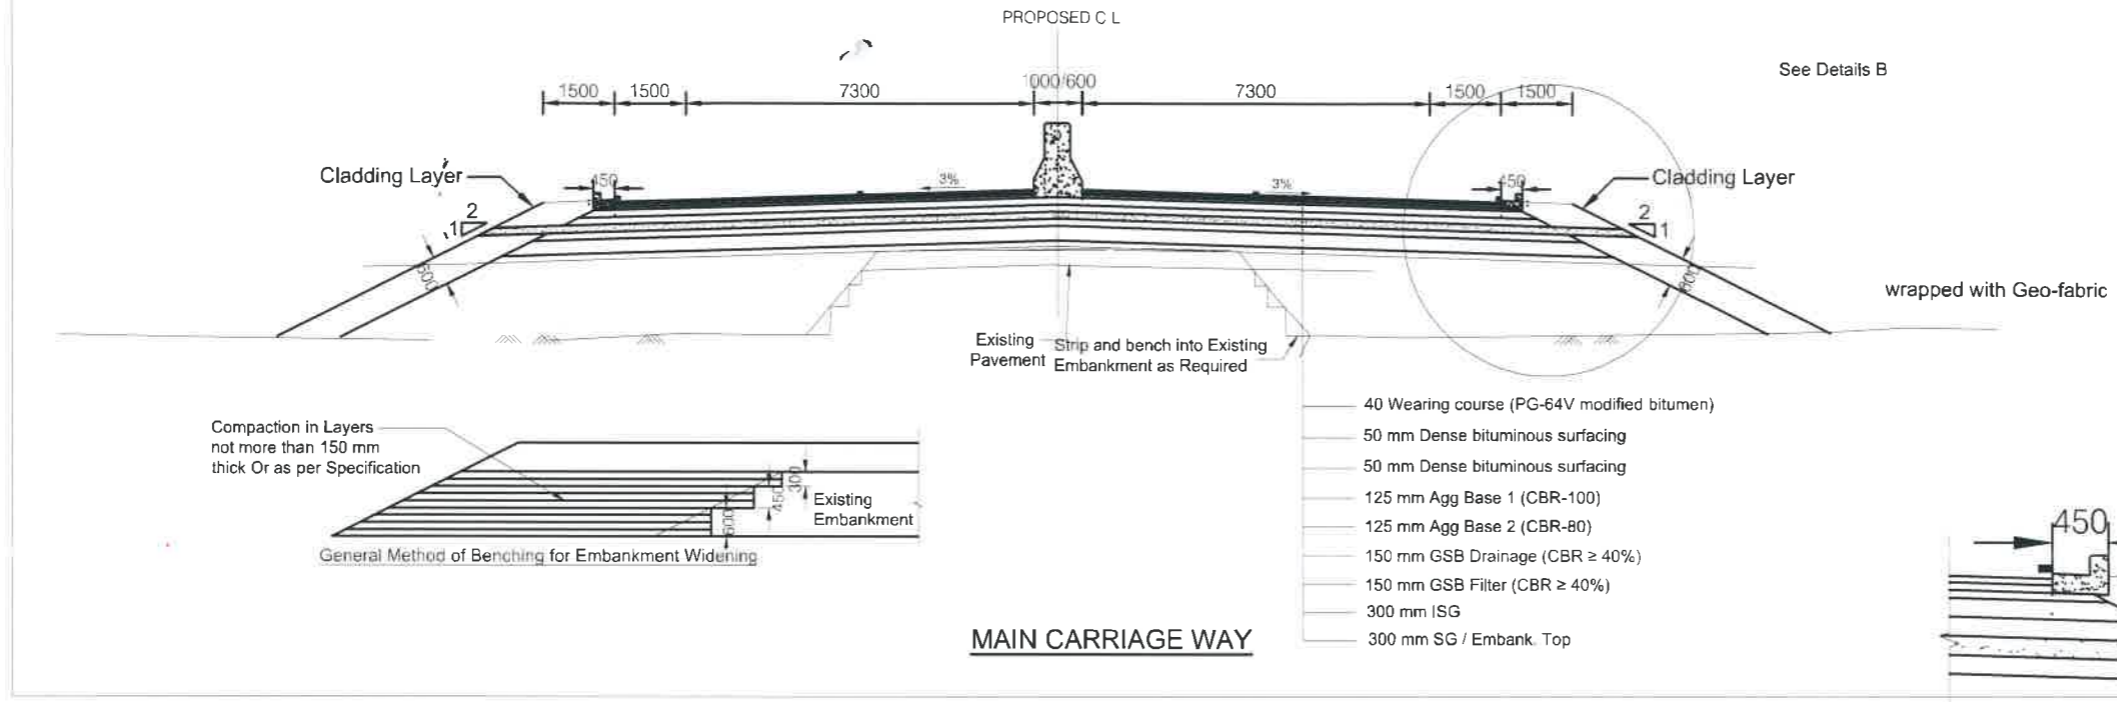 PROPOSED C L
See Details B
1500 1500 7300 1000/600 7300 1500 1500
Cladding Layer
450
3%
3%
450
Cladding Layer
2
1
2
1
600
600
wrapped with Geo-fabric
Existing
Pavement
Strip and bench into Existing
Embankment as Required
40 Wearing course (PG-64V modified bitumen)
50 mm Dense bituminous surfacing
50 mm Dense bituminous surfacing
125 mm Agg Base 1 (CBR-100)
125 mm Agg Base 2 (CBR-80)
150 mm GSB Drainage (CBR ≥ 40%)
150 mm GSB Filter (CBR ≥ 40%)
300 mm ISG
300 mm SG / Embank. Top
Compaction in Layers
not more than 150 mm
thick Or as per Specification
300
450
600
Existing
Embankment
General Method of Benching for Embankment Widening
450
MAIN CARRIAGE WAY